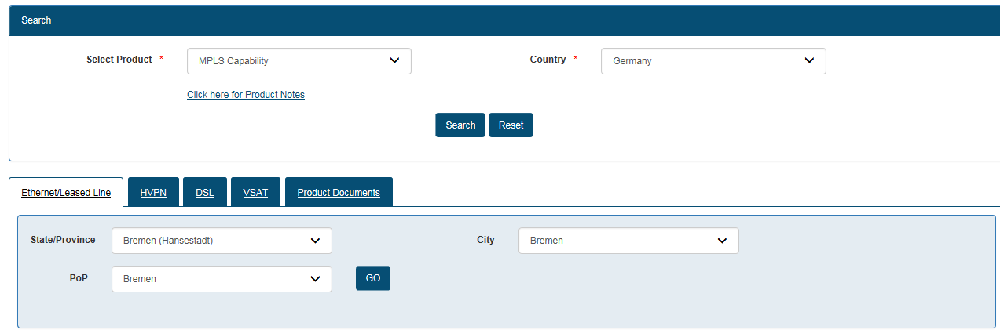 Search
Select Product * MPLS Capability Country * Germany
Click here for Product Notes
Search Reset
Ethernet/Leased Line HVPN DSL VSAT Product Documents
State/Province Bremen (Hansestadt) City Bremen
PoP Bremen GO